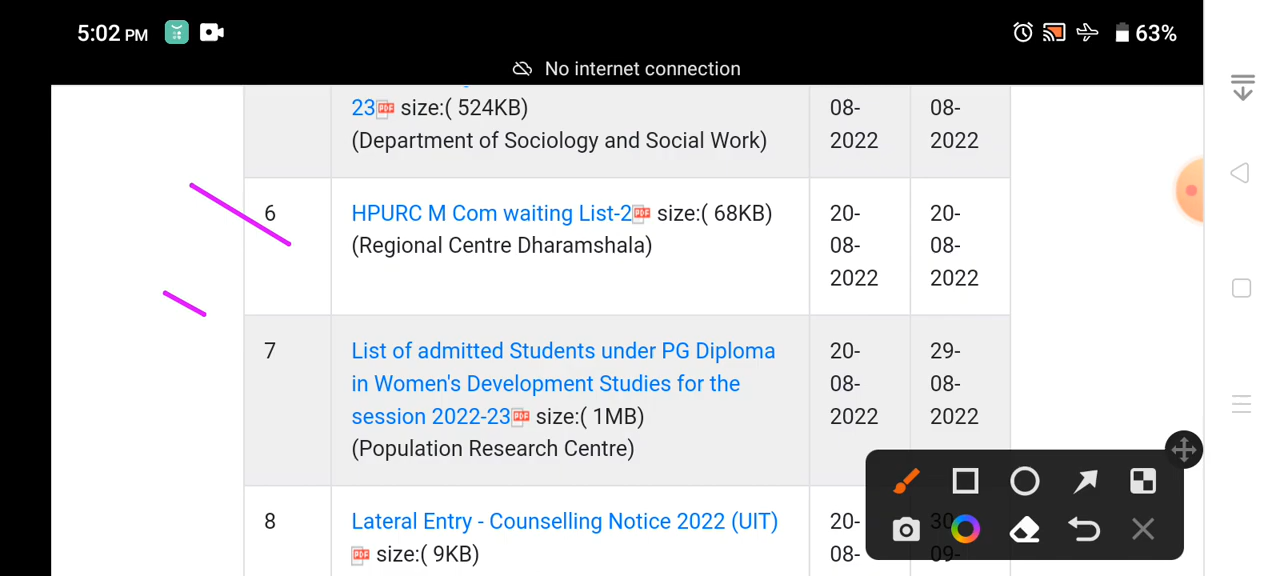 5:02 PM 63%
No internet connection
23 size:( 524KB) 08- 08-
(Department of Sociology and Social Work) 2022 2022
6 HPURC M Com waiting List-2 size:( 68KB) 20- 20-
(Regional Centre Dharamshala) 08- 08-
2022 2022
7 List of admitted Students under PG Diploma 20- 29-
in Women's Development Studies for the 08- 08-
session 2022-23 size:( 1MB) 2022 2022
(Population Research Centre)
8 Lateral Entry - Counselling Notice 2022 (UIT) 20- 30-
size:( 9KB) 08- 09-